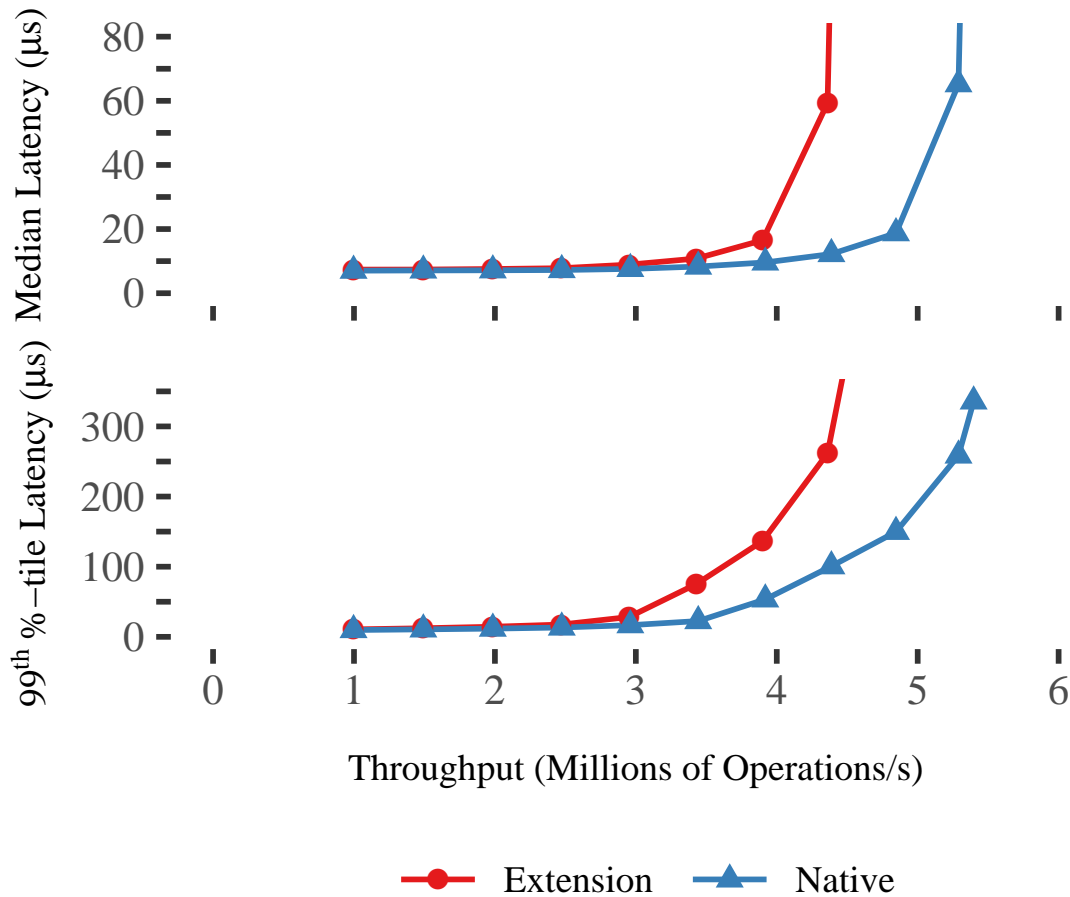 Median Latency (μs)
80
60
40
20
0
99th %−tile Latency (μs)
300
200
100
0
0 1 2 3 4 5 6
Throughput (Millions of Operations/s)
Extension Native